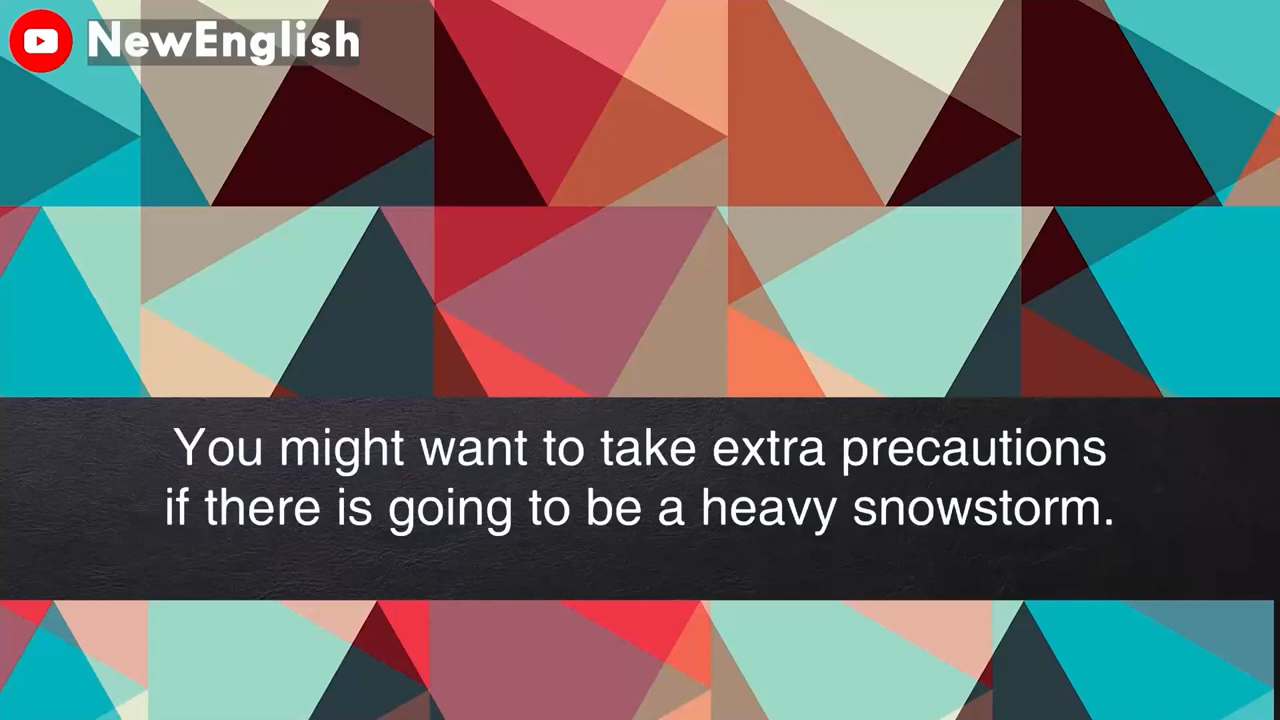 NewEnglish
You might want to take extra precautions
if there is going to be a heavy snowstorm.